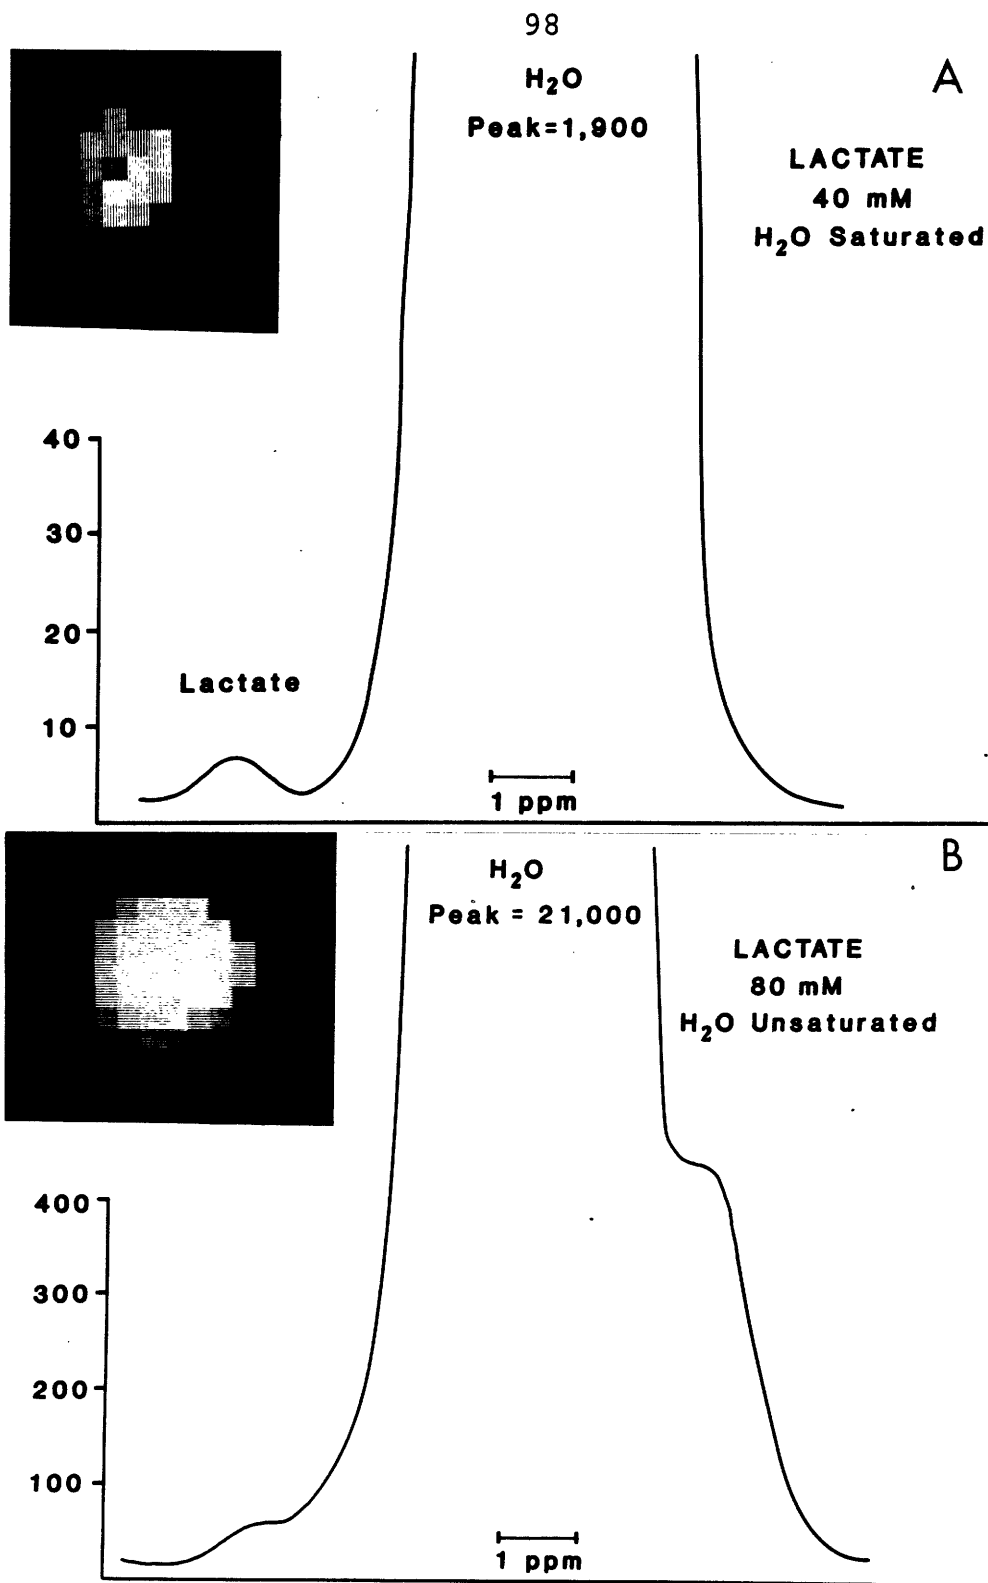 98
A
H₂O
Peak=1,900
LACTATE
40 mM
H₂O Saturated
40
30
20
10
Lactate
1 ppm
B
H₂O
Peak = 21,000
LACTATE
80 mM
H₂O Unsaturated
400
300
200
100
1 ppm